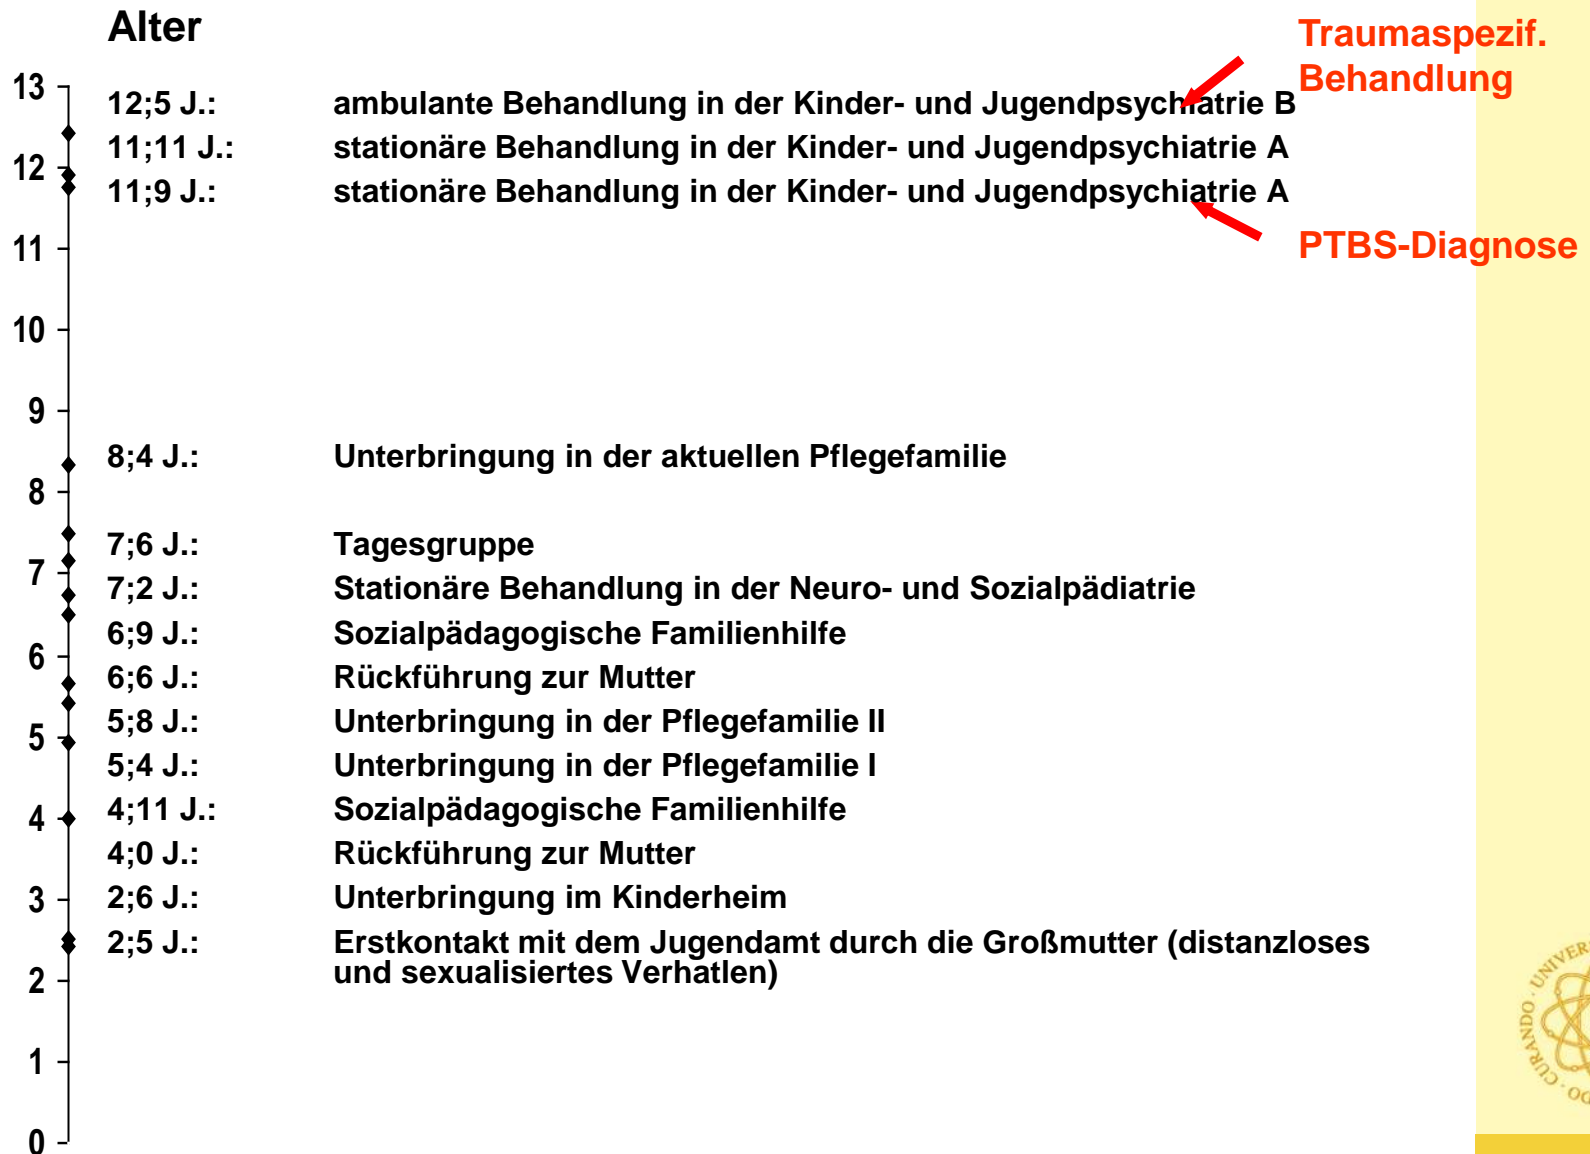 Alter
Traumaspezif.
Behandlung
13
12;5 J.: ambulante Behandlung in der Kinder- und Jugendpsychiatrie B
11;11 J.: stationäre Behandlung in der Kinder- und Jugendpsychiatrie A
12
11;9 J.: stationäre Behandlung in der Kinder- und Jugendpsychiatrie A
11
PTBS-Diagnose
10
9
8;4 J.: Unterbringung in der aktuellen Pflegefamilie
8
7;6 J.: Tagesgruppe
7
7;2 J.: Stationäre Behandlung in der Neuro- und Sozialpädiatrie
6;9 J.: Sozialpädagogische Familienhilfe
6
6;6 J.: Rückführung zur Mutter
5;8 J.: Unterbringung in der Pflegefamilie II
5
5;4 J.: Unterbringung in der Pflegefamilie I
4;11 J.: Sozialpädagogische Familienhilfe
4
4;0 J.: Rückführung zur Mutter
3
2;6 J.: Unterbringung im Kinderheim
2;5 J.: Erstkontakt mit dem Jugendamt durch die Großmutter (distanzloses
und sexualisiertes Verhatlen)
2
1
0
CURANDO